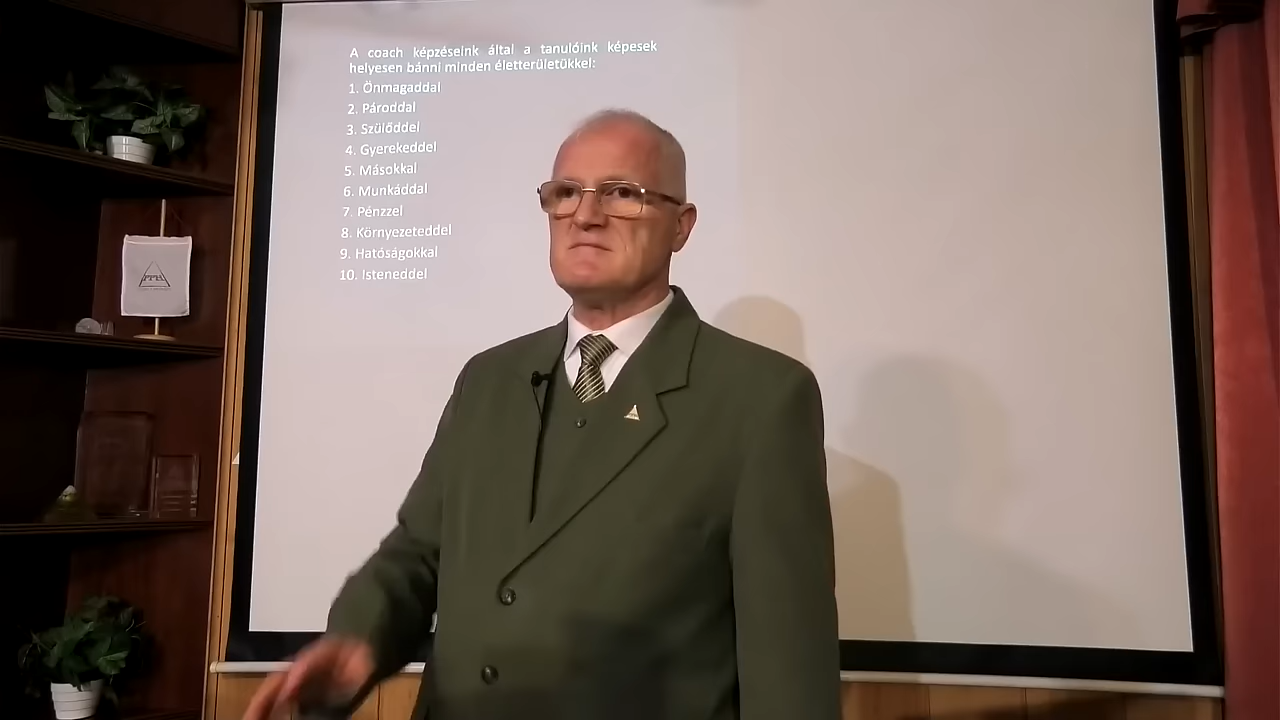 A coach képzéseink által a tanulóink képesek
helyesen bánni minden életterületükkel:
1. Önmagaddal
2. Pároddal
3. Szülőddel
4. Gyerekeddel
5. Másokkal
6. Munkáddal
7. Pénzzel
8. Környezeteddel
9. Hatóságokkal
10. Isteneddel